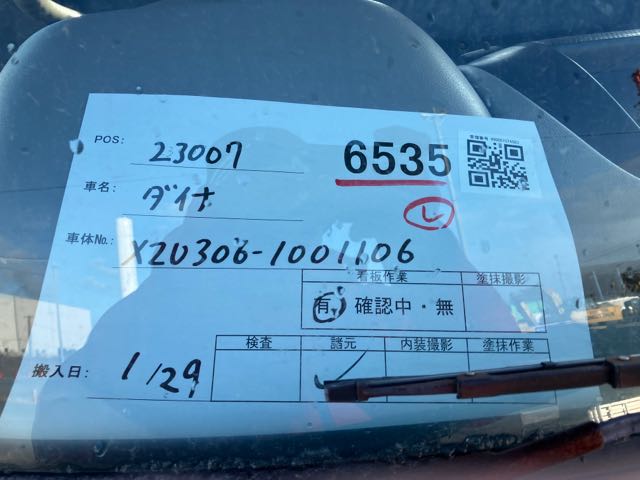 POS: 23007 6535
車名: ダイナ レ
車体No.: XZU306-1001106
看板作業 塗抹撮影
有 確認中・無
検査 諸元 内装撮影 塗抹作業
搬入日: 1/29